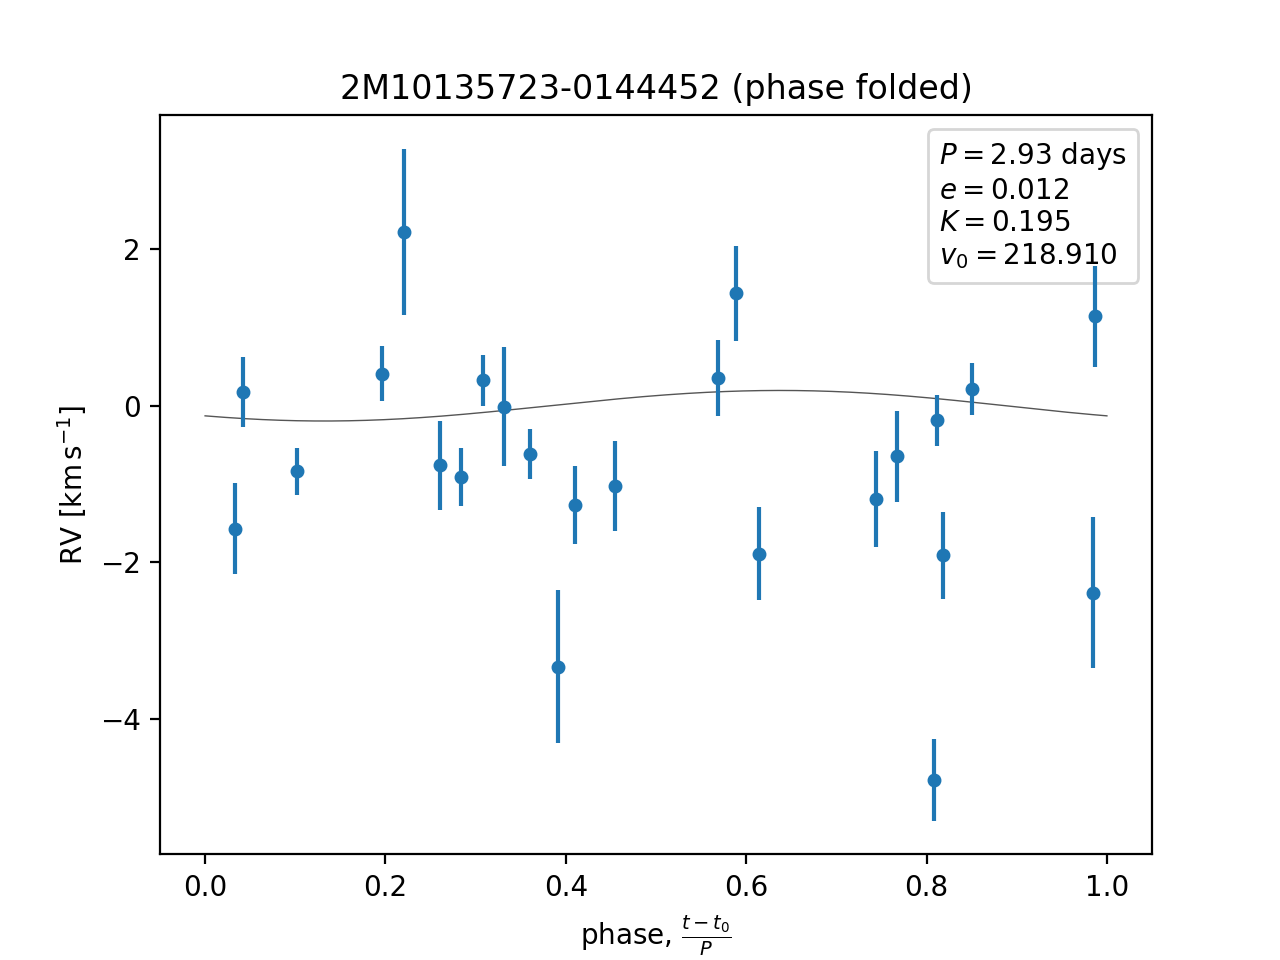 2M10135723-0144452 (phase folded)
P = 2.93 days
e = 0.012
K = 0.195
v₀ = 218.910
RV [km s⁻¹]
2
0
−2
−4
0.0 0.2 0.4 0.6 0.8 1.0
phase, (t − t₀)/P